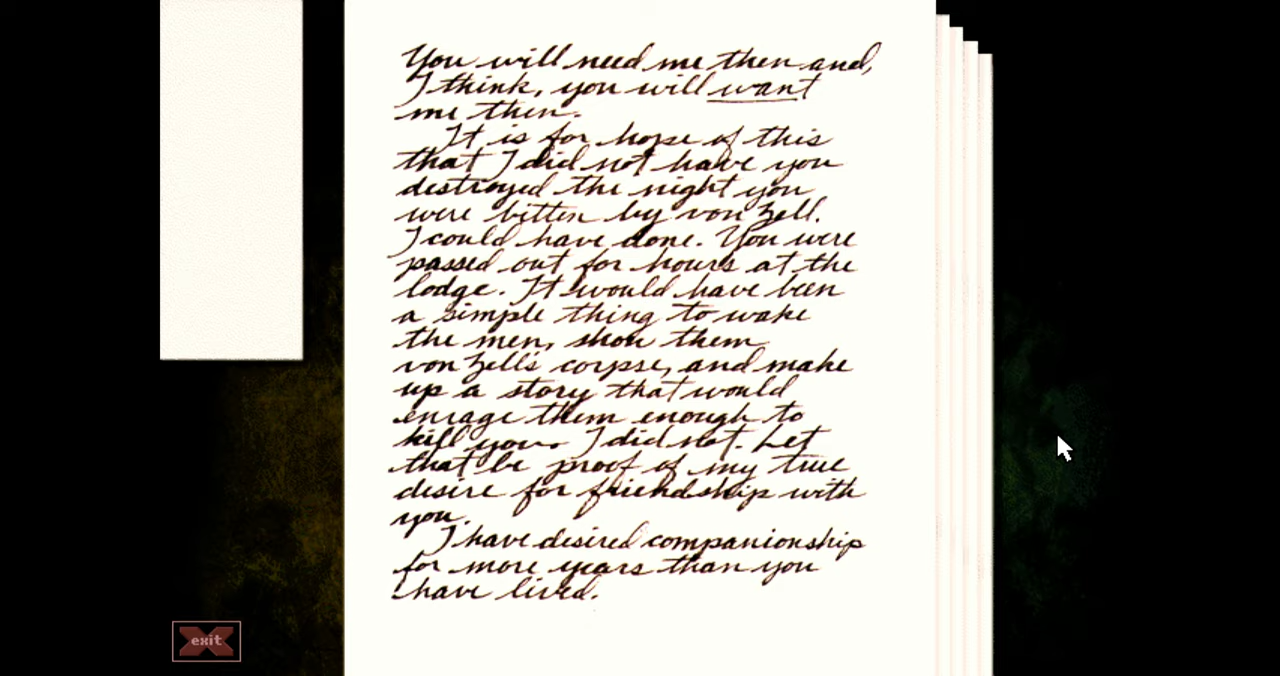 You will need me then and,
I think, you will want
me then.
It is for hope of this
that I did not have you
destroyed the night you
were bitten by von Zell.
I could have done. You were
passed out for hours at the
lodge. It would have been
a simple thing to wake
the men, show them
von Zell's corpse, and make
up a story that would
enrage them enough to
kill you. I did not. Let
that be proof of my true
desire for friendship with
you.
I have desired companionship
for more years than you
have lived.
exit